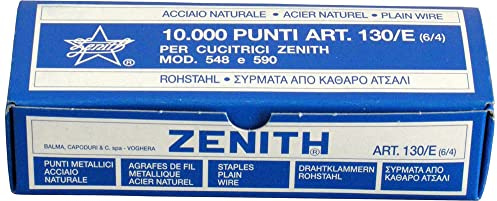 ACCIAIO NATURALE • ACIER NATUREL • PLAIN WIRE
Zenith
®
10.000 PUNTI ART. 130/E (6/4)
PER CUCITRICI ZENITH
MOD. 548 e 590
ROHSTAHL • ΣΥΡΜΑΤΑ ΑΠΟ ΚΑΘΑΡΟ ΑΤΣΑΛΙ
BALMA, CAPODURI & C. spa - VOGHERA
ZENITH®
ART. 130/E (6/4)
PUNTI METALLICI
ACCIAIO
NATURALE
AGRAFES DE FIL
METALLIQUE
ACIER NATUREL
STAPLES
PLAIN
WIRE
DRAHTKLAMMERN
ROHSTAHL
ΣΥΡΜΑΤΑ ΑΠΟ
ΚΑΘΑΡΟ ΑΤΣΑΛΙ